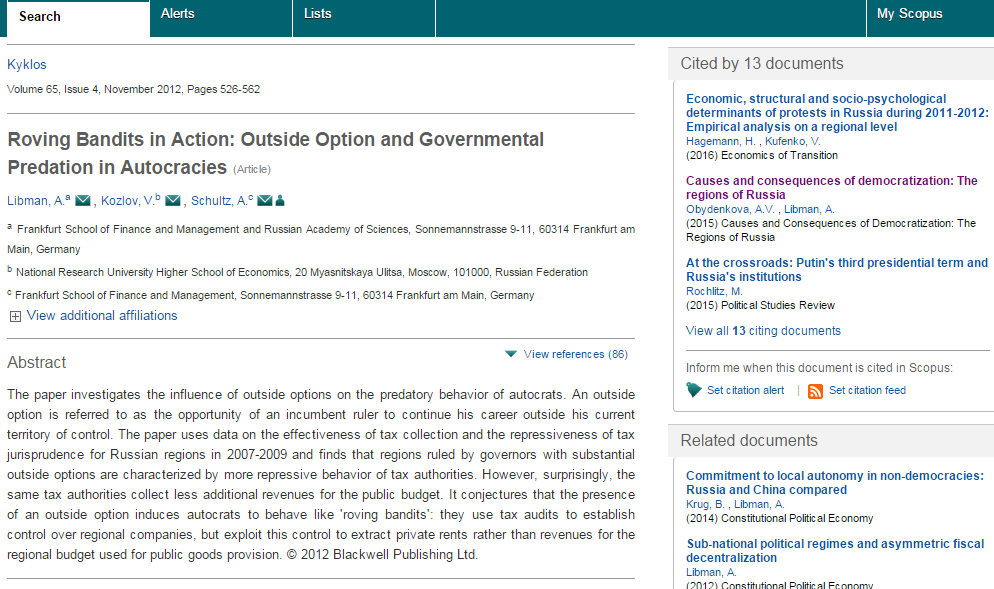 Search
Alerts
Lists
My Scopus
Kyklos
Volume 65, Issue 4, November 2012, Pages 526-562
Roving Bandits in Action: Outside Option and Governmental
Predation in Autocracies (Article)
Libman, A.a , Kozlov, V.b , Schultz, A.c
a Frankfurt School of Finance and Management and Russian Academy of Sciences, Sonnemannstrasse 9-11, 60314 Frankfurt am
Main, Germany
b National Research University Higher School of Economics, 20 Myasnitskaya Ulitsa, Moscow, 101000, Russian Federation
c Frankfurt School of Finance and Management, Sonnemannstrasse 9-11, 60314 Frankfurt am Main, Germany
View additional affiliations
View references (86)
Abstract
The paper investigates the influence of outside options on the predatory behavior of autocrats. An outside
option is referred to as the opportunity of an incumbent ruler to continue his career outside his current
territory of control. The paper uses data on the effectiveness of tax collection and the repressiveness of tax
jurisprudence for Russian regions in 2007-2009 and finds that regions ruled by governors with substantial
outside options are characterized by more repressive behavior of tax authorities. However, surprisingly, the
same tax authorities collect less additional revenues for the public budget. It conjectures that the presence
of an outside option induces autocrats to behave like 'roving bandits': they use tax audits to establish
control over regional companies, but exploit this control to extract private rents rather than revenues for the
regional budget used for public goods provision. © 2012 Blackwell Publishing Ltd.
Cited by 13 documents
Economic, structural and socio-psychological
determinants of protests in Russia during 2011-2012:
Empirical analysis on a regional level
Hagemann, H. , Kufenko, V.
(2016) Economics of Transition
Causes and consequences of democratization: The
regions of Russia
Obydenkova, A.V. , Libman, A.
(2015) Causes and Consequences of Democratization: The
Regions of Russia
At the crossroads: Putin's third presidential term and
Russia's institutions
Rochlitz, M.
(2015) Political Studies Review
View all 13 citing documents
Inform me when this document is cited in Scopus:
Set citation alert | Set citation feed
Related documents
Commitment to local autonomy in non-democracies:
Russia and China compared
Krug, B. , Libman, A.
(2014) Constitutional Political Economy
Sub-national political regimes and asymmetric fiscal
decentralization
Libman, A.
(2012) Constitutional Political Economy